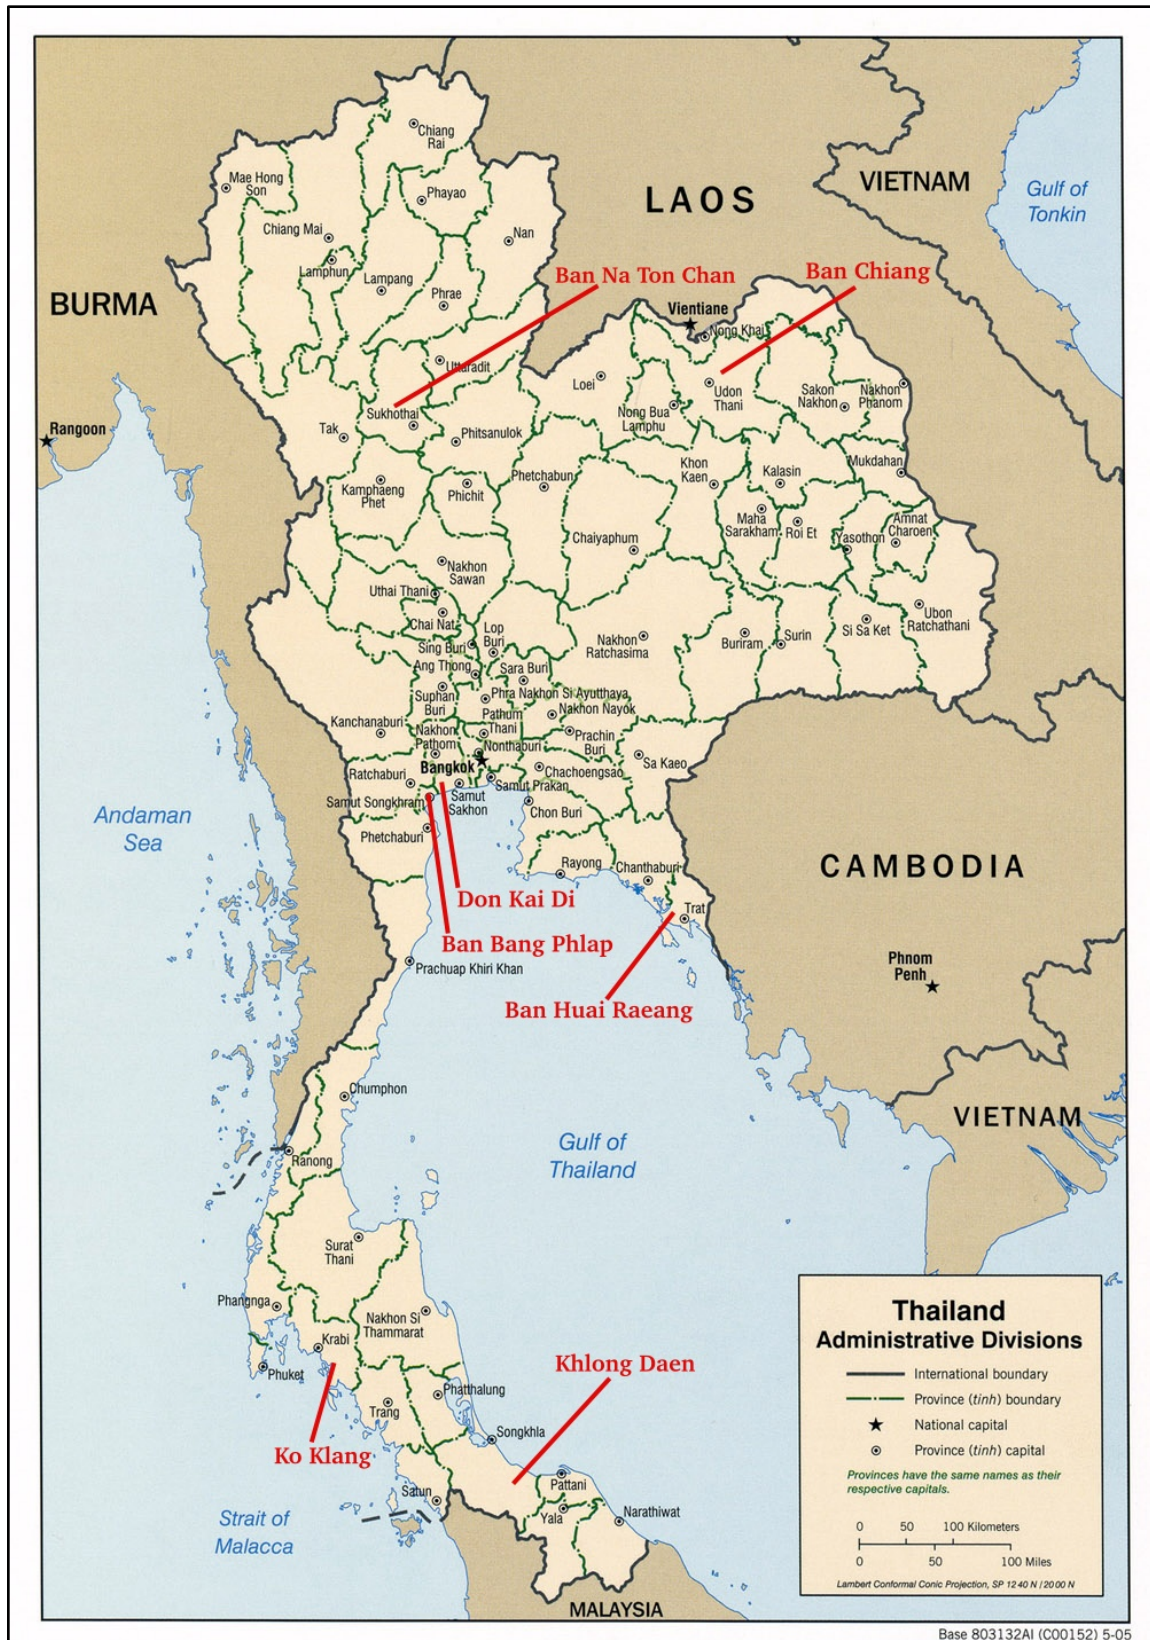 Chiang
Rai
Mae Hong
Son
Phayao
Chiang Mai
Nan
Lamphun
Lampang
Phrae
LAOS
VIETNAM
Gulf of
Tonkin
BURMA
Ban Na Ton Chan
Ban Chiang
Vientiane
Nong Khai
Uttaradit
Loei
Udon
Thani
Sakon
Nakhon
Nakhon
Phanom
Nong Bua
Lamphu
Sukhothai
Tak
Phitsanulok
Rangoon
Kamphaeng
Phet
Phichit
Phetchabun
Khon
Kaen
Kalasin
Mukdahan
Maha
Sarakham
Roi Et
Yasothon
Amnat
Charoen
Chaiyaphum
Nakhon
Sawan
Uthai Thani
Chai Nat
Lop
Buri
Sing Buri
Ang Thong
Sara Buri
Nakhon
Ratchasima
Buriram
Surin
Si Sa Ket
Ubon
Ratchathani
Suphan
Buri
Phra Nakhon Si Ayutthaya
Nakhon Nayok
Pathum
Thani
Kanchanaburi
Nakhon
Pathom
Nonthaburi
Prachin
Buri
Sa Kaeo
Bangkok
Ratchaburi
Chachoengsao
Samut Prakan
Samut Songkhram
Samut
Sakhon
Chon Buri
Phetchaburi
Andaman
Sea
Rayong
Chanthaburi
Trat
CAMBODIA
Don Kai Di
Ban Bang Phlap
Prachuap Khiri Khan
Ban Huai Raeang
Phnom
Penh
Chumphon
VIETNAM
Gulf of
Thailand
Ranong
Surat
Thani
Phangnga
Nakhon Si
Thammarat
Krabi
Phuket
Khlong Daen
Phatthalung
Trang
Songkhla
Ko Klang
Satun
Pattani
Yala
Narathiwat
Strait of
Malacca
MALAYSIA
Thailand
Administrative Divisions
International boundary
Province (tinh) boundary
National capital
Province (tinh) capital
Provinces have the same names as their
respective capitals.
0 50 100 Kilometers
0 50 100 Miles
Lambert Conformal Conic Projection, SP 12 40 N / 20 00 N
Base 803132AI (C00152) 5-05